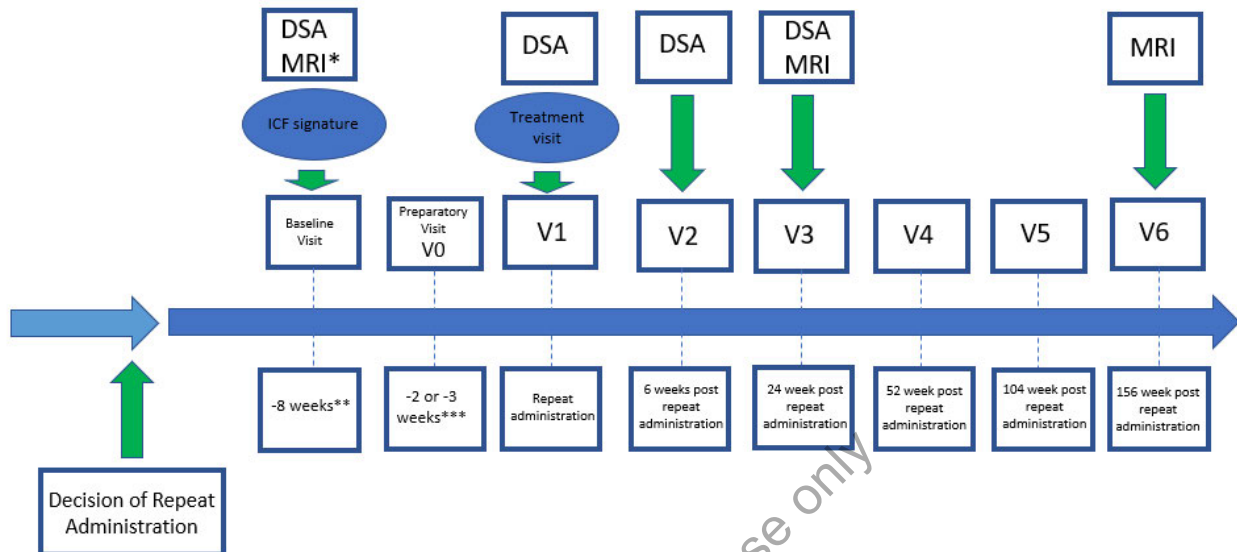 DSA
MRI*
DSA
DSA
DSA
MRI
MRI
ICF signature
Treatment
visit
Baseline
Visit
Preparatory
Visit
V0
V1
V2
V3
V4
V5
V6
-8 weeks**
-2 or -3
weeks***
Repeat
administration
6 weeks post
repeat
administration
24 week post
repeat
administration
52 week post
repeat
administration
104 week post
repeat
administration
156 week post
repeat
administration
Decision of Repeat
Administration
only